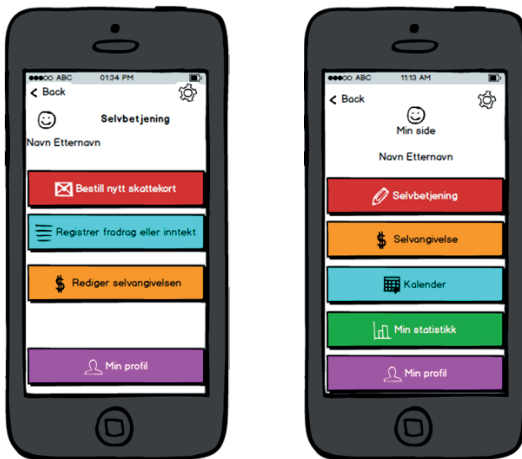 ABC 01:34 PM
< Back
Selvbetjening
Navn Etternavn
Bestill nytt skattekort
Registrer fradrag eller inntekt
$ Rediger selvangivelsen
Min profil
ABC 11:13 AM
< Back
Min side
Navn Etternavn
Selvbetjening
$ Selvangivelse
Kalender
Min statistikk
Min profil